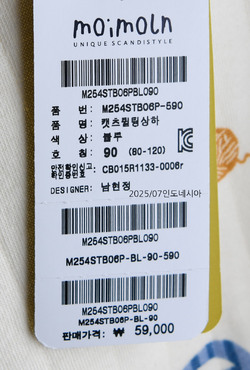 moimoln
UNIQUE SCANDISTYLE
M254STB06PBL090
품 번: M254STB06P-590
품 명: 캣츠윌링상하
색 상: 블루
호 칭: 90 (80-120)
안전확인신고
확인증번호: CB015R1133-0006r
DESIGNER: 남현정
2025/07인도네시아
M254STB06PBL090
M254STB06P-BL-90-590
M254STB06PBL090
M254STB06P-BL-90
판매가격: ₩ 59,000